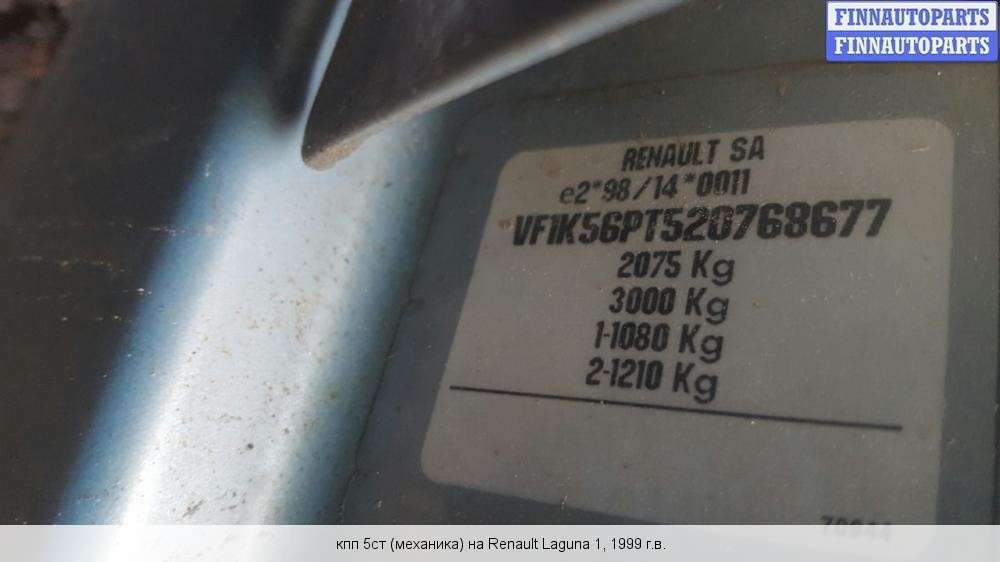 FINNAUTOPARTS
FINNAUTOPARTS
RENAULT SA
e2*98/14*0011
VF1K56PT520768677
2075 Kg
3000 Kg
1-1080 Kg
2-1210 Kg
кпп 5ст (механика) на Renault Laguna 1, 1999 г.в.